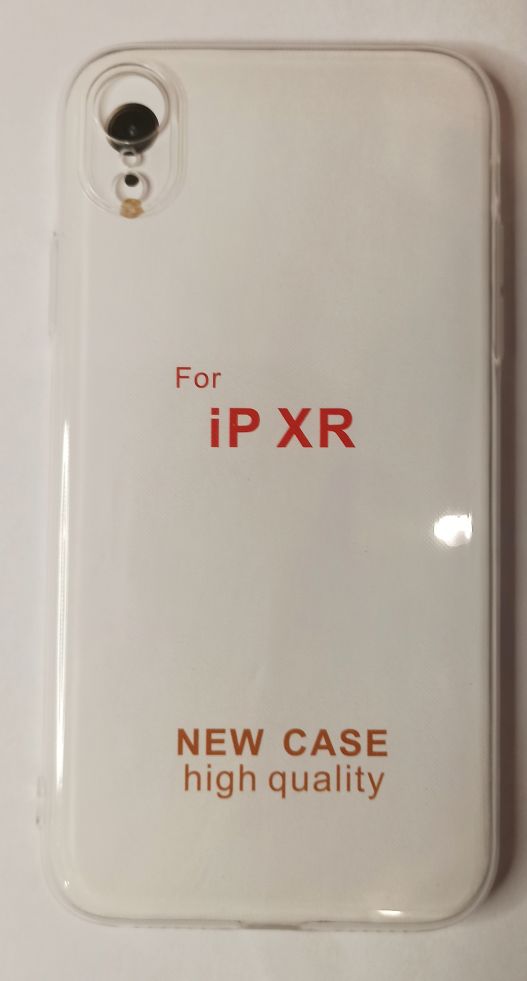 For
iP XR
NEW CASE
high quality